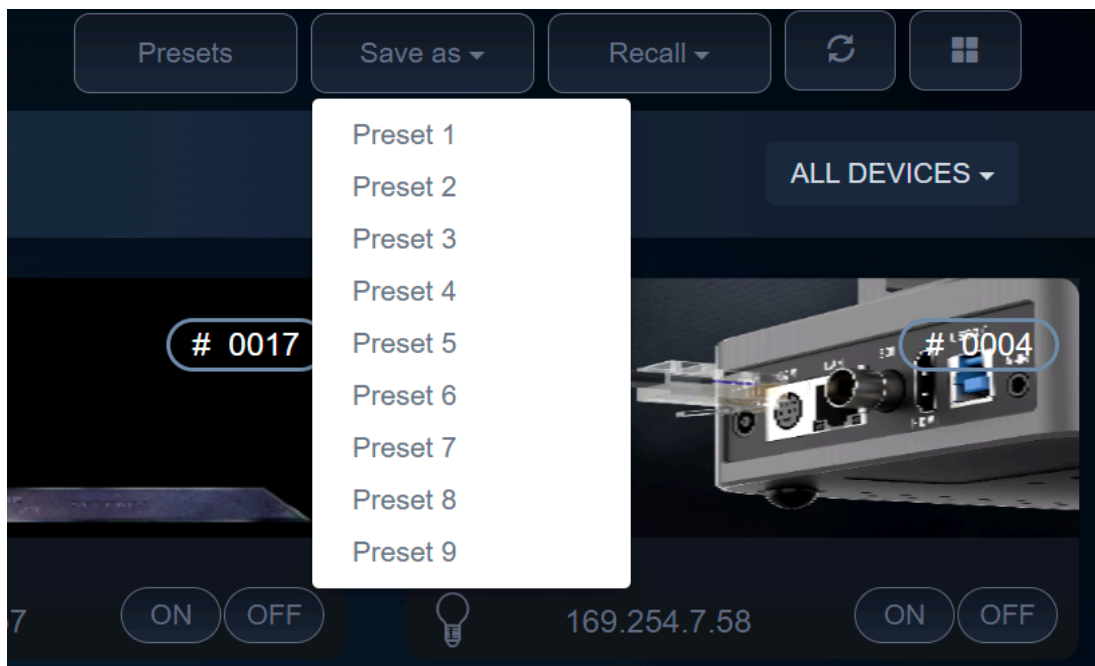 Presets Save as Recall
Preset 1
ALL DEVICES
Preset 2
Preset 3
Preset 4
# 0017
Preset 5
# 0004
Preset 6
Preset 7
Preset 8
Preset 9
7 ON OFF
169.254.7.58 ON OFF